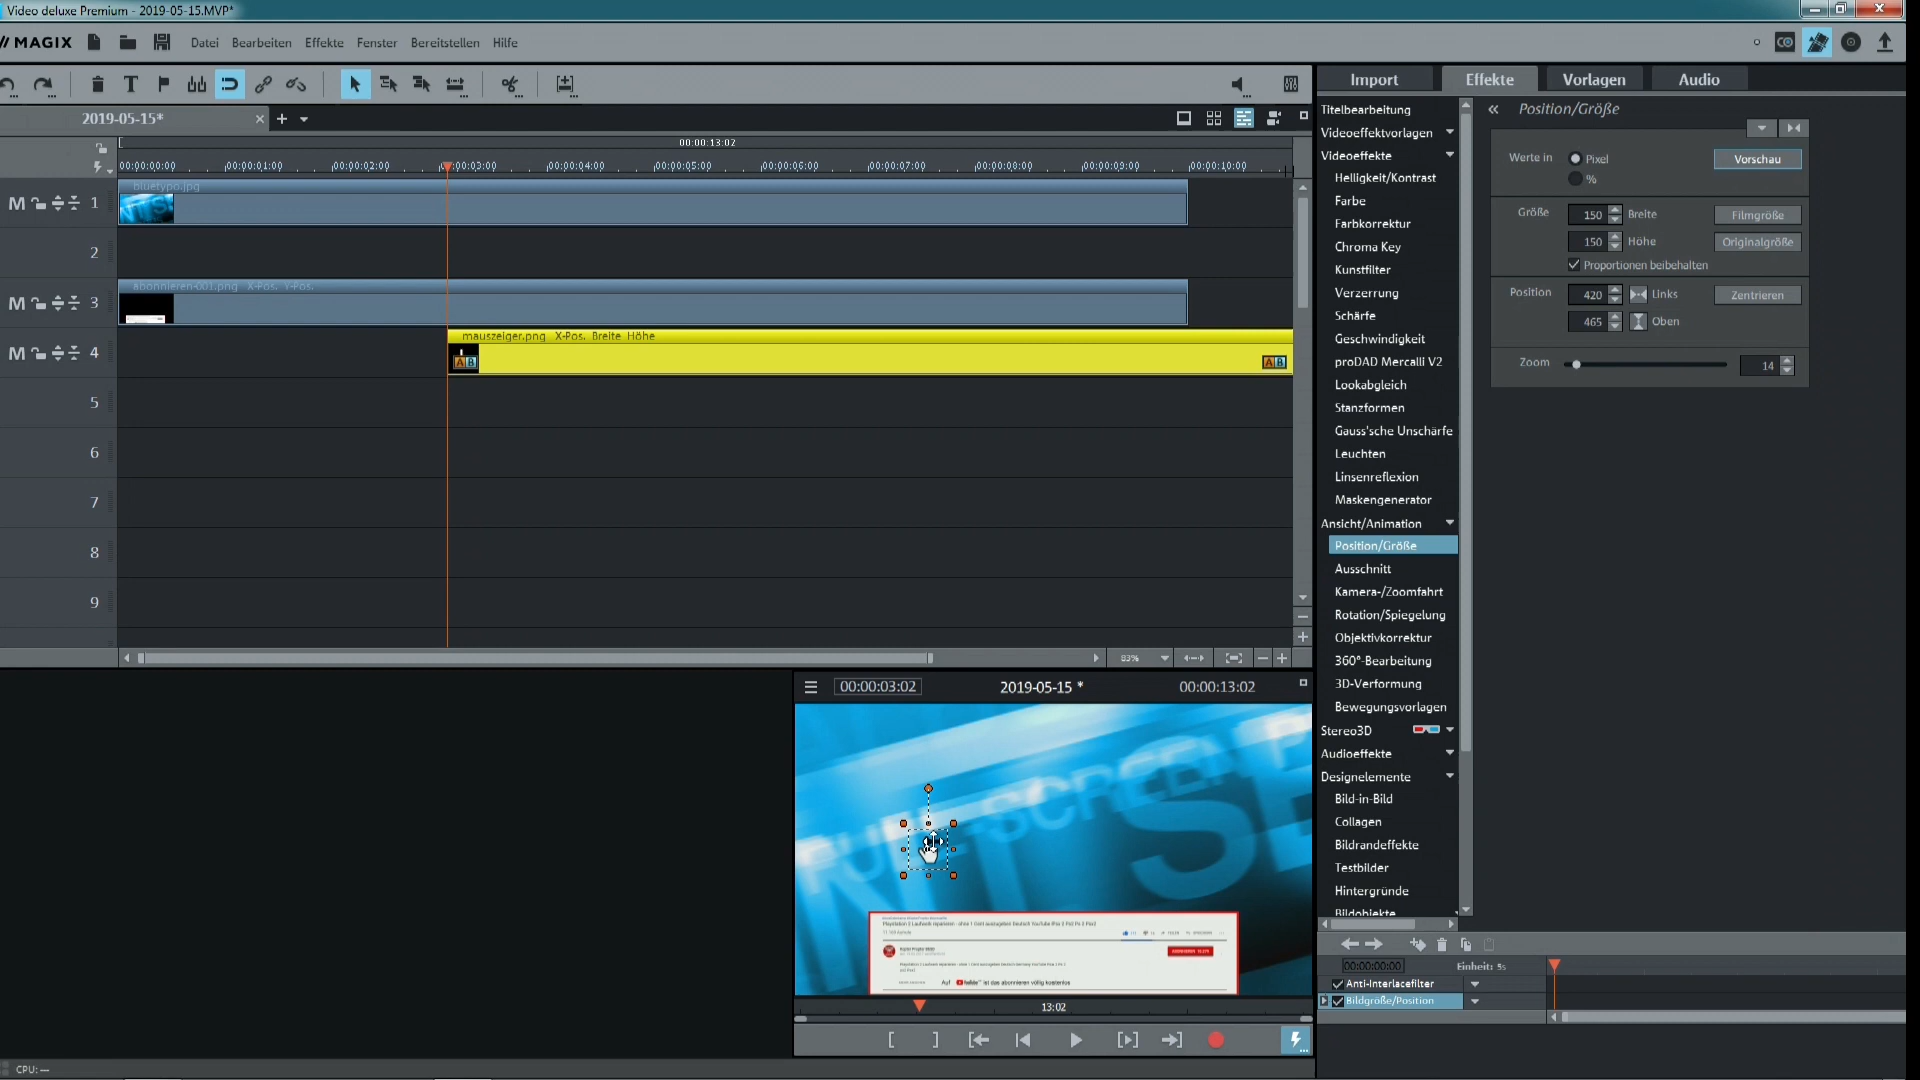 Video deluxe Premium - 2019-05-15.MVP*
MAGIX Datei Bearbeiten Effekte Fenster Bereitstellen Hilfe
Import Effekte Vorlagen Audio
2019-05-15*
00:00:13:02
00:00:00:00 00:00:01:00 00:00:02:00 00:00:03:00 00:00:04:00 00:00:05:00 00:00:06:00 00:00:07:00 00:00:08:00 00:00:09:00 00:00:10:00
bluetypo.jpg
M 1
2
abonnieren-001.png X-Pos. Y-Pos.
M 3
mauszeiger.png X-Pos. Breite Höhe
M 4
A B A B
5
6
7
8
9
83%
Titelbearbeitung
Videoeffektvorlagen
Videoeffekte
Helligkeit/Kontrast
Farbe
Farbkorrektur
Chroma Key
Kunstfilter
Verzerrung
Schärfe
Geschwindigkeit
proDAD Mercalli V2
Lookabgleich
Stanzformen
Gauss'sche Unschärfe
Leuchten
Linsenreflexion
Maskengenerator
Ansicht/Animation
Position/Größe
Ausschnitt
Kamera-/Zoomfahrt
Rotation/Spiegelung
Objektivkorrektur
360°-Bearbeitung
3D-Verformung
Bewegungsvorlagen
Stereo3D
Audioeffekte
Designelemente
Bild-in-Bild
Collagen
Bildrandeffekte
Testbilder
Hintergründe
Bildobjekte
Position/Größe
Werte in Pixel Vorschau
%
Größe 150 Breite Filmgröße
150 Höhe Originalgröße
Proportionen beibehalten
Position 420 Links Zentrieren
465 Oben
Zoom 14
00:00:03:02 2019-05-15 * 00:00:13:02
SCREEN
Auf YouTube ist das abonnieren völlig kostenlos
13:02
00:00:00:00 Einheit: 5s
Anti-Interlacefilter
Bildgröße/Position
CPU: —